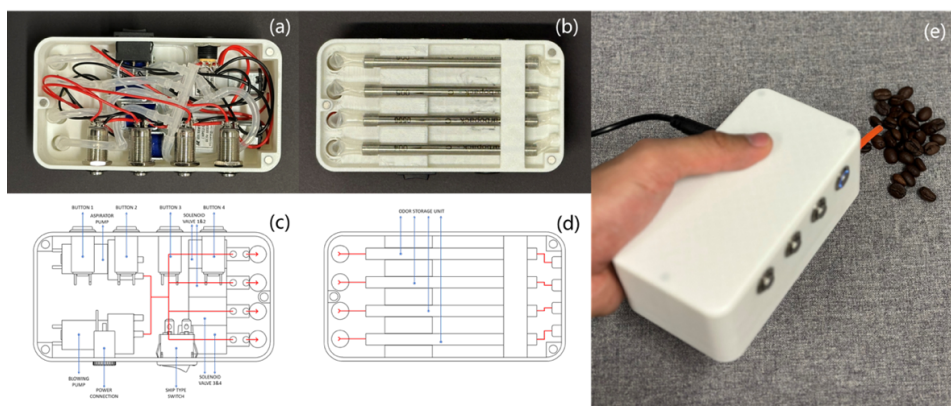 (a)
(b)
(e)
BUTTON 1
BUTTON 2
BUTTON 3
BUTTON 4
ASPIRATOR
PUMP
SOLENOID
VALVE 1&2
(c)
ODOR STORAGE UNIT
(d)
BLOWING
PUMP
POWER
CONNECTION
SHIP TYPE
SWITCH
SOLENOID
VALVE 3&4